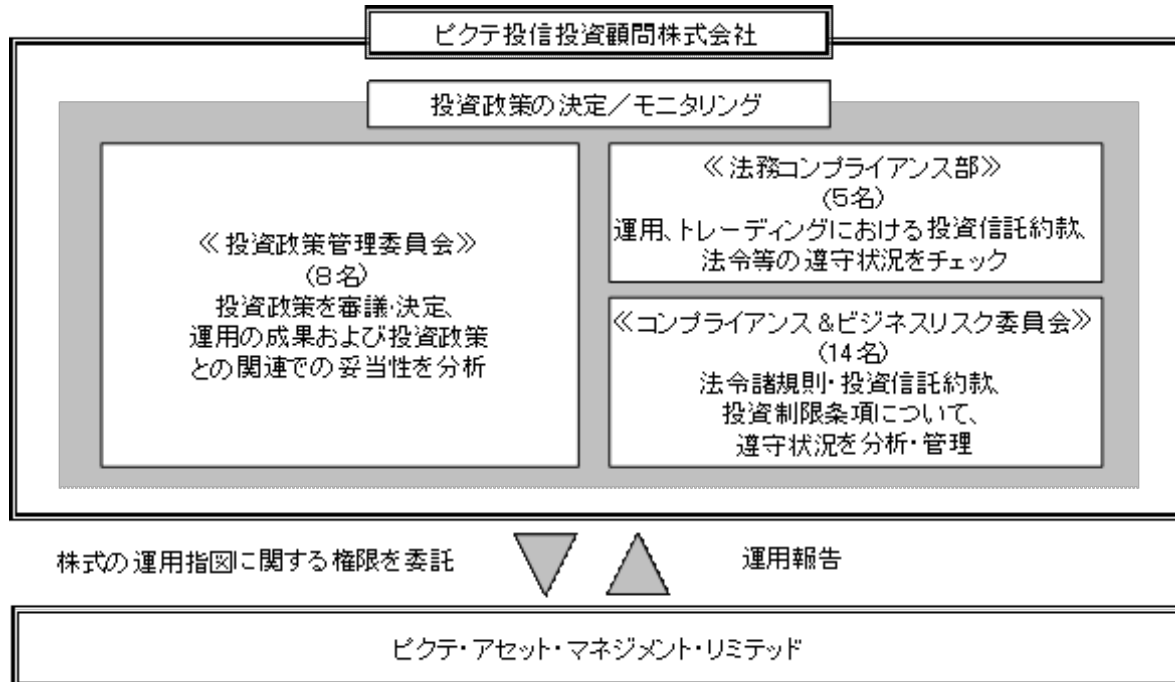 ピクテ投信投資顧問株式会社
投資政策の決定／モニタリング
≪投資政策管理委員会≫
(8名)
投資政策を審議・決定、
運用の成果および投資政策
との関連での妥当性を分析
≪法務コンプライアンス部≫
(5名)
運用、トレーディングにおける投資信託約款、
法令等の遵守状況をチェック
≪コンプライアンス&ビジネスリスク委員会≫
(14名)
法令諸規則・投資信託約款、
投資制限条項について、
遵守状況を分析・管理
株式の運用指図に関する権限を委託
運用報告
ピクテ・アセット・マネジメント・リミテッド